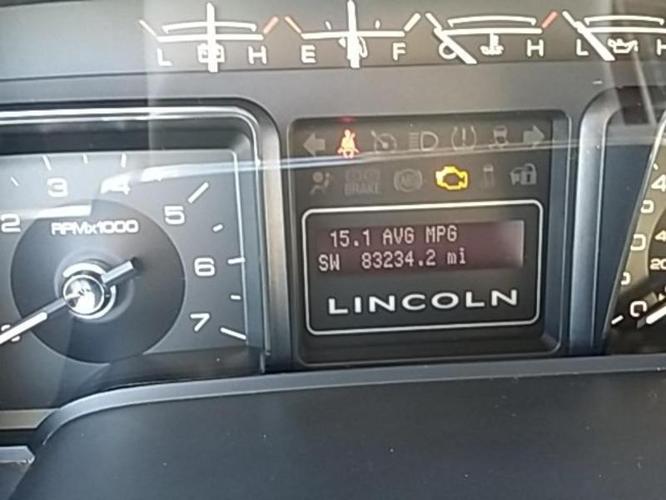 L H E F C H L H
2 3 4 5 6 7
RPMx1000
BRAKE
15.1 AVG MPG
SW 83234.2 mi
LINCOLN